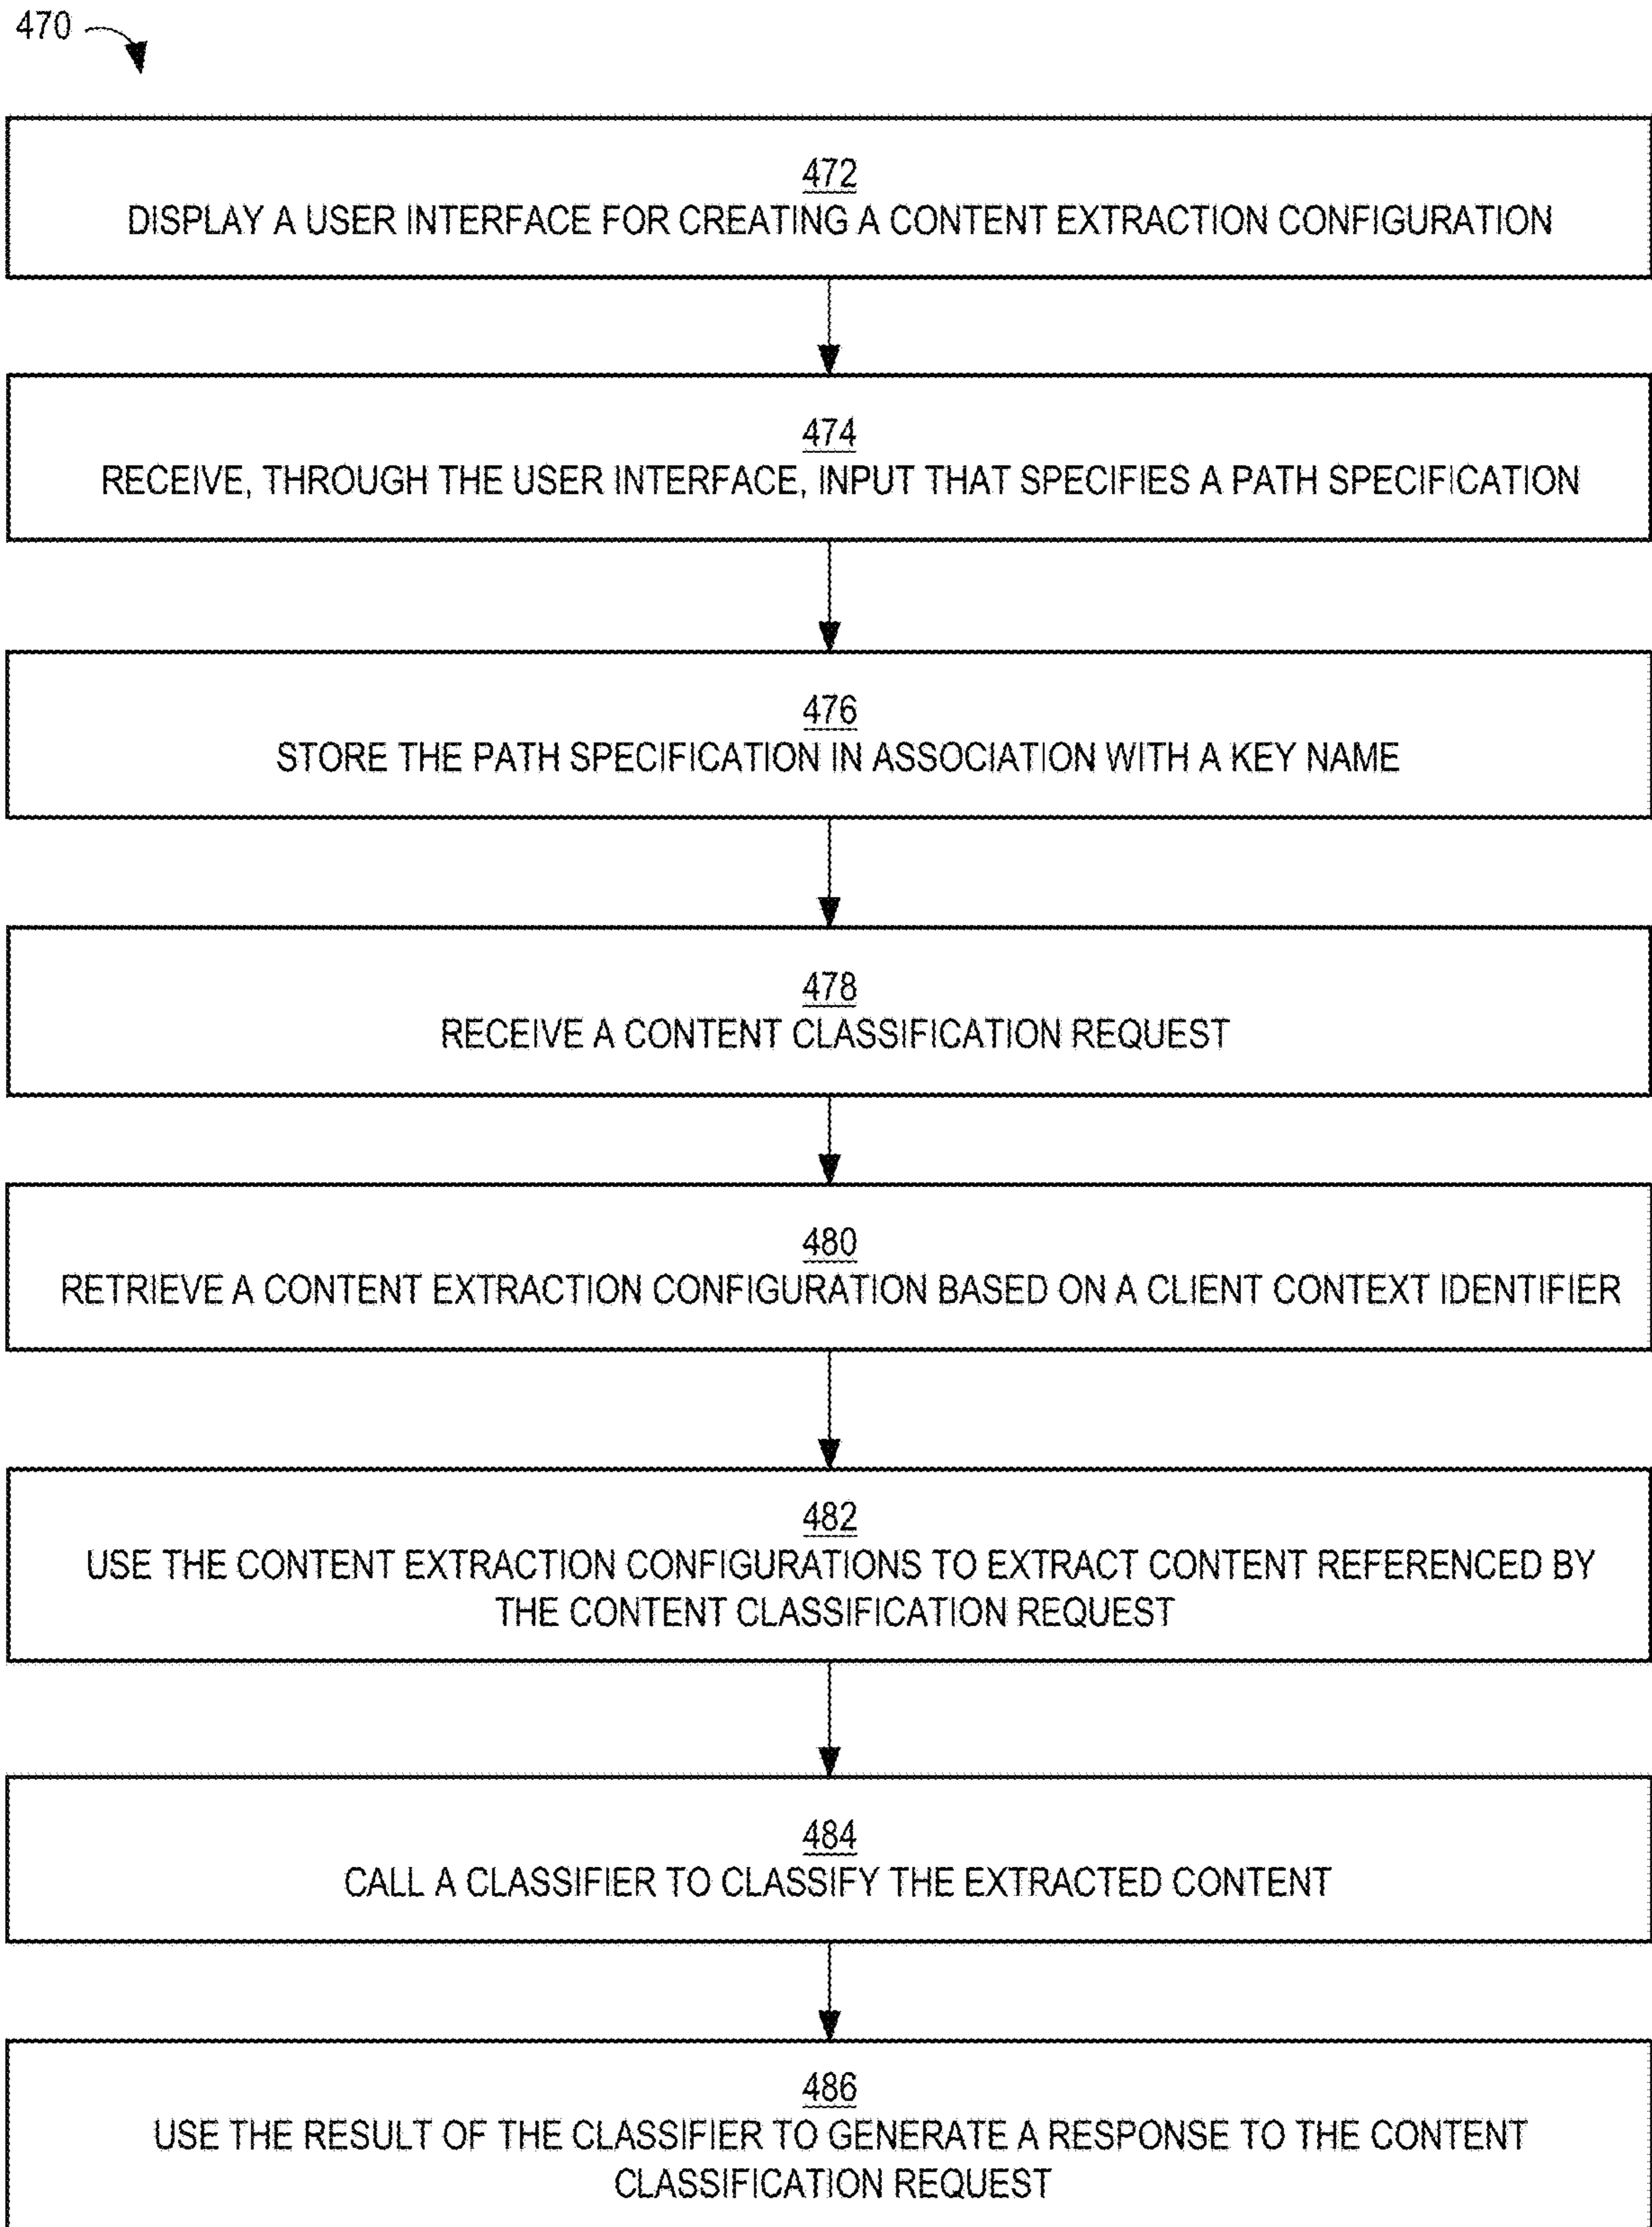 470
472
DISPLAY A USER INTERFACE FOR CREATING A CONTENT EXTRACTION CONFIGURATION
474
RECEIVE, THROUGH THE USER INTERFACE, INPUT THAT SPECIFIES A PATH SPECIFICATION
476
STORE THE PATH SPECIFICATION IN ASSOCIATION WITH A KEY NAME
478
RECEIVE A CONTENT CLASSIFICATION REQUEST
480
RETRIEVE A CONTENT EXTRACTION CONFIGURATION BASED ON A CLIENT CONTEXT IDENTIFIER
482
USE THE CONTENT EXTRACTION CONFIGURATIONS TO EXTRACT CONTENT REFERENCED BY
THE CONTENT CLASSIFICATION REQUEST
484
CALL A CLASSIFIER TO CLASSIFY THE EXTRACTED CONTENT
486
USE THE RESULT OF THE CLASSIFIER TO GENERATE A RESPONSE TO THE CONTENT
CLASSIFICATION REQUEST